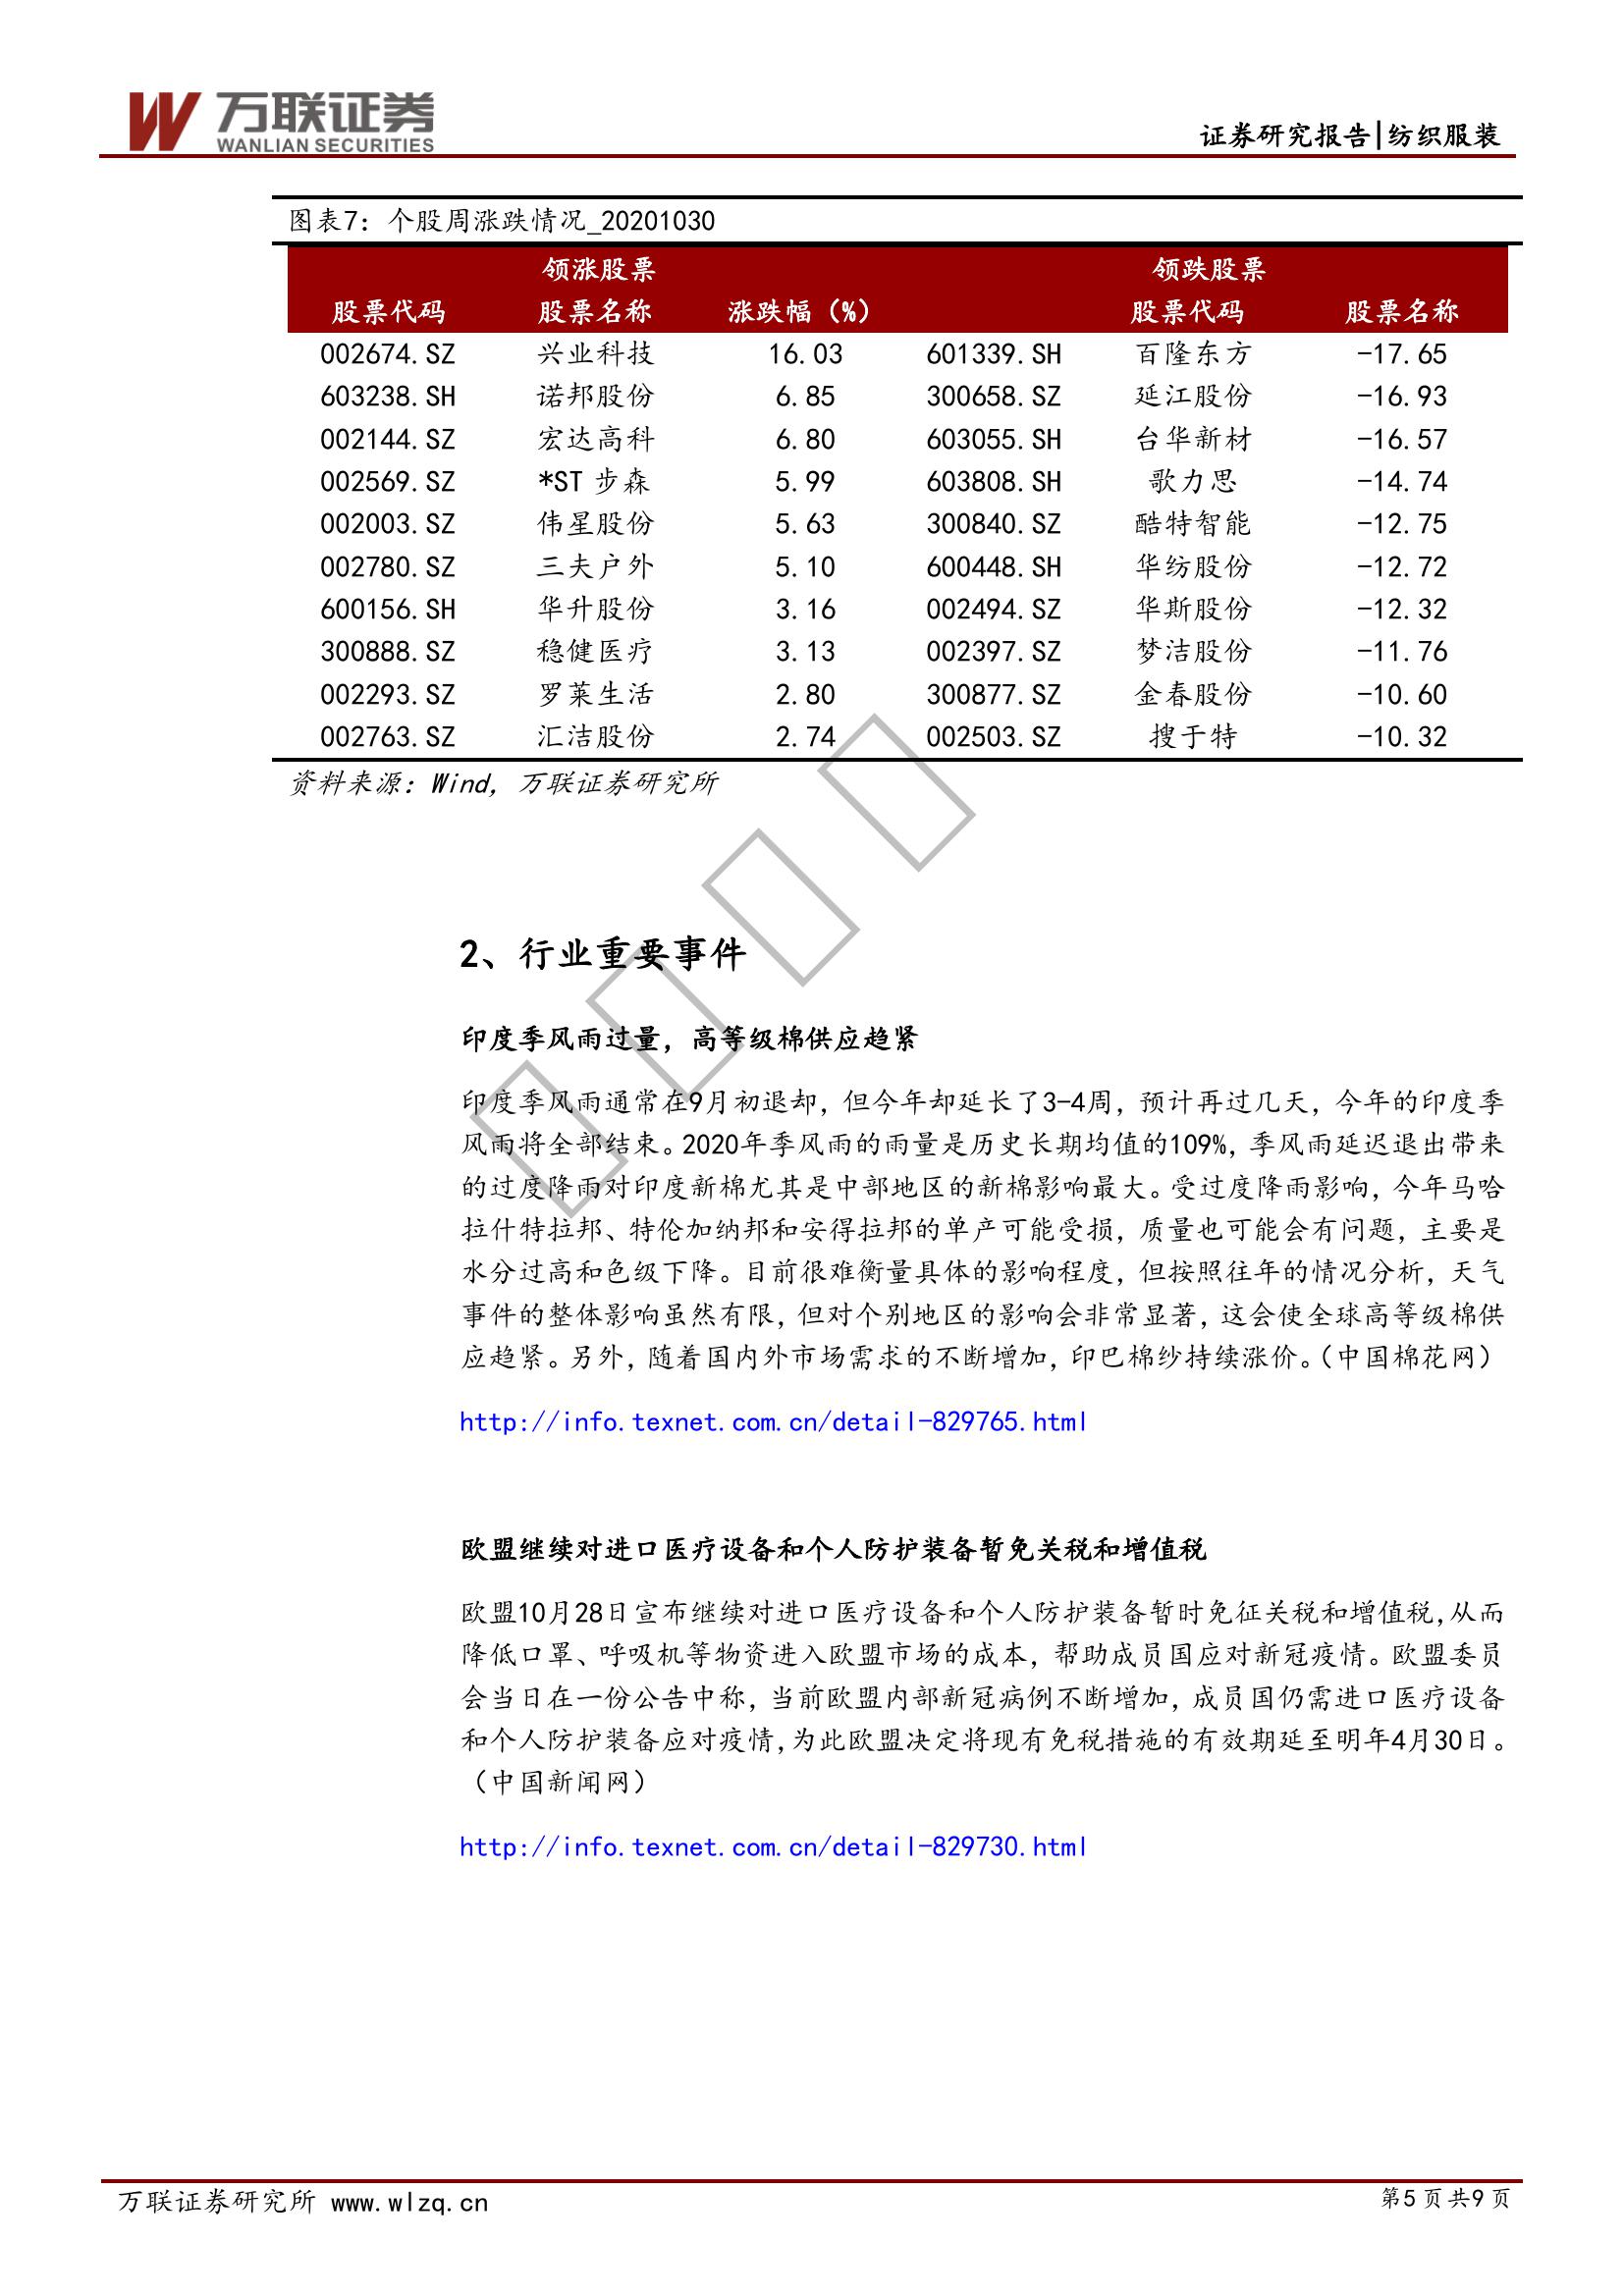 万联证券
WANLIAN SECURITIES
证券研究报告|纺织服装
图表7：个股周涨跌情况_20201030
领涨股票 领跌股票
股票代码 股票名称 涨跌幅（%） 股票代码 股票名称
002674.SZ 兴业科技 16.03 601339.SH 百隆东方 -17.65
603238.SH 诺邦股份 6.85 300658.SZ 延江股份 -16.93
002144.SZ 宏达高科 6.80 603055.SH 台华新材 -16.57
002569.SZ *ST 步森 5.99 603808.SH 歌力思 -14.74
002003.SZ 伟星股份 5.63 300840.SZ 酷特智能 -12.75
002780.SZ 三夫户外 5.10 600448.SH 华纺股份 -12.72
600156.SH 华升股份 3.16 002494.SZ 华斯股份 -12.32
300888.SZ 稳健医疗 3.13 002397.SZ 梦洁股份 -11.76
002293.SZ 罗莱生活 2.80 300877.SZ 金春股份 -10.60
002763.SZ 汇洁股份 2.74 002503.SZ 搜于特 -10.32
资料来源：Wind，万联证券研究所
2、行业重要事件
印度季风雨过量，高等级棉供应趋紧
印度季风雨通常在9月初退却，但今年却延长了3-4周，预计再过几天，今年的印度季
风雨将全部结束。2020年季风雨的雨量是历史长期均值的109%，季风雨延迟退出带来
的过度降雨对印度新棉尤其是中部地区的新棉影响最大。受过度降雨影响，今年马哈
拉什特拉邦、特伦加纳邦和安得拉邦的单产可能受损，质量也可能会有问题，主要是
水分过高和色级下降。目前很难衡量具体的影响程度，但按照往年的情况分析，天气
事件的整体影响虽然有限，但对个别地区的影响会非常显著，这会使全球高等级棉供
应趋紧。另外，随着国内外市场需求的不断增加，印巴棉纱持续涨价。（中国棉花网）
http://info.texnet.com.cn/detail-829765.html
欧盟继续对进口医疗设备和个人防护装备暂免关税和增值税
欧盟10月28日宣布继续对进口医疗设备和个人防护装备暂时免征关税和增值税，从而
降低口罩、呼吸机等物资进入欧盟市场的成本，帮助成员国应对新冠疫情。欧盟委员
会当日在一份公告中称，当前欧盟内部新冠病例不断增加，成员国仍需进口医疗设备
和个人防护装备应对疫情，为此欧盟决定将现有免税措施的有效期延至明年4月30日。
（中国新闻网）
http://info.texnet.com.cn/detail-829730.html
万联证券研究所 www.wlzq.cn
第5页共9页